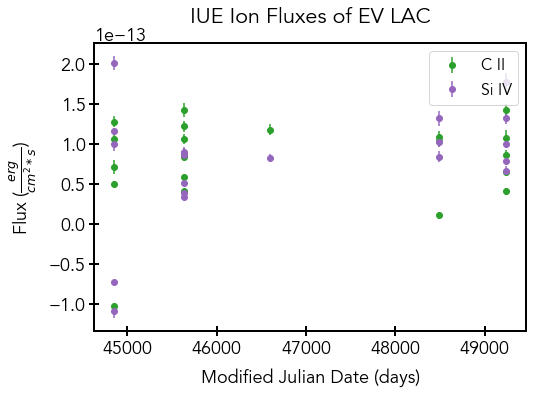 IUE Ion Fluxes of EV LAC
1e−13
C II
Si IV
2.0
1.5
1.0
0.5
0.0
−0.5
−1.0
Flux (erg/cm²*s)
45000 46000 47000 48000 49000
Modified Julian Date (days)